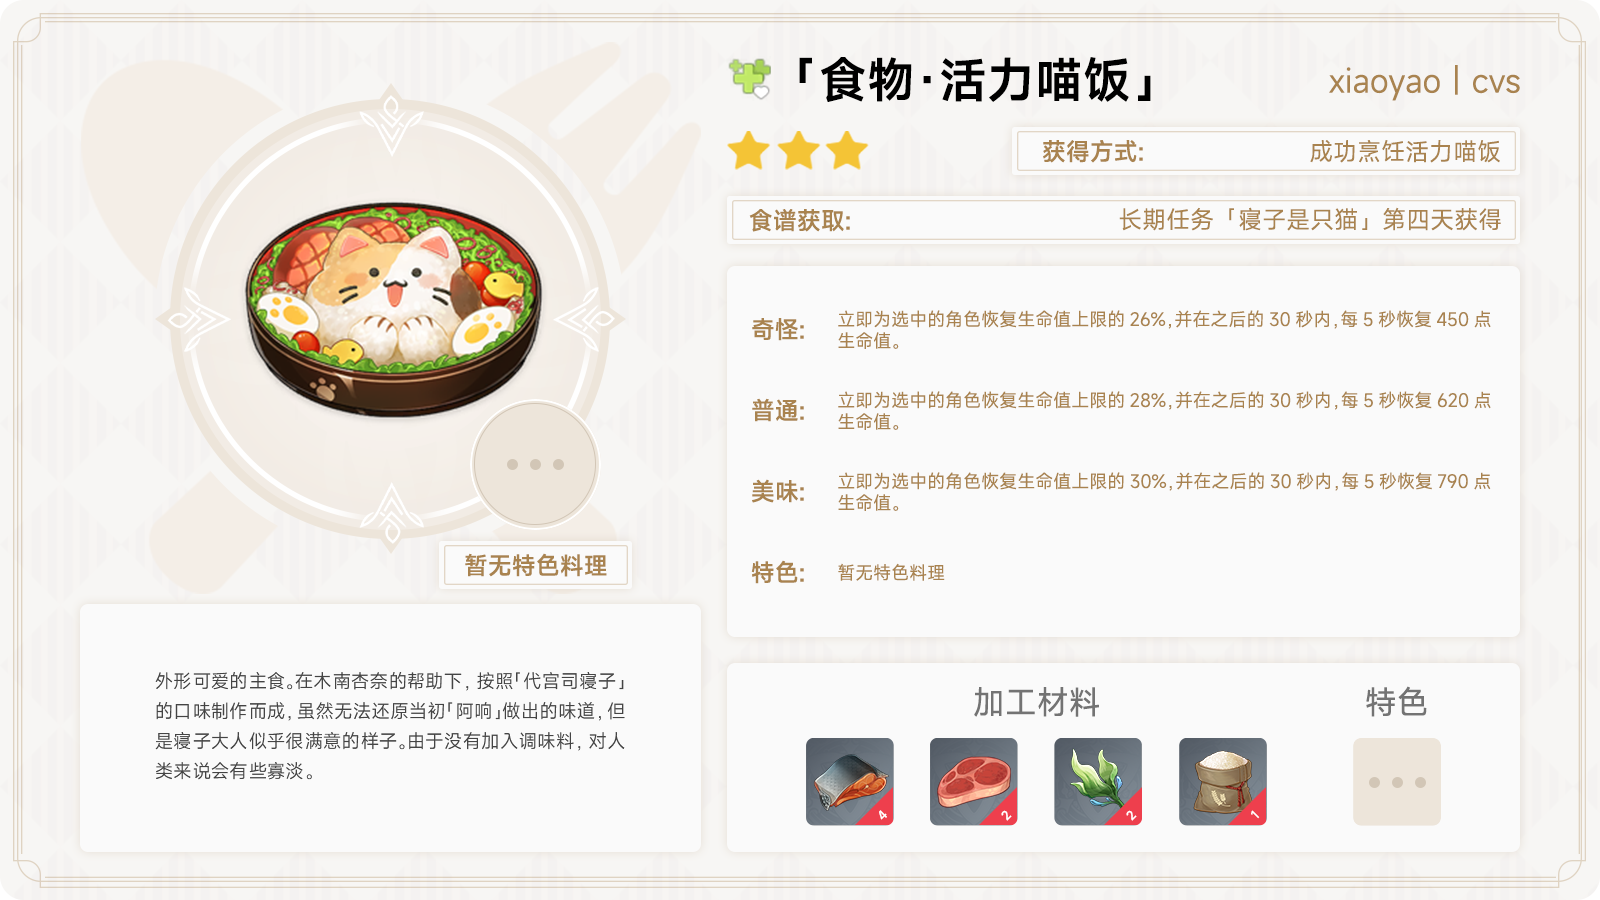 「食物·活力喵饭」
xiaoyao | cvs
获得方式:
成功烹饪活力喵饭
食谱获取:
长期任务「寝子是只猫」第四天获得
奇怪:
立即为选中的角色恢复生命值上限的 26%,并在之后的 30 秒内,每 5 秒恢复 450 点
生命值。
普通:
立即为选中的角色恢复生命值上限的 28%,并在之后的 30 秒内,每 5 秒恢复 620 点
生命值。
美味:
立即为选中的角色恢复生命值上限的 30%,并在之后的 30 秒内,每 5 秒恢复 790 点
生命值。
特色:
暂无特色料理
暂无特色料理
外形可爱的主食。在木南杏奈的帮助下, 按照「代宫司寝子」
的口味制作而成, 虽然无法还原当初「阿响」做出的味道, 但
是寝子大人似乎很满意的样子。由于没有加入调味料, 对人
类来说会有些寡淡。
加工材料
特色
4
2
2
1